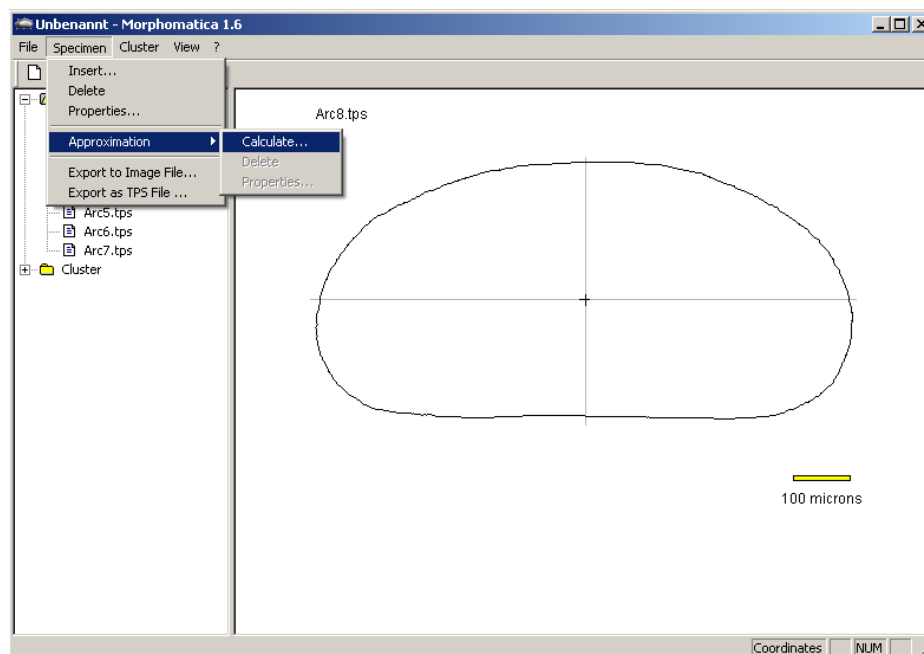 Unbenannt - Morphomatica 1.6
File Specimen Cluster View ?
Insert...
Delete
Properties...
Approximation
Calculate...
Delete
Properties...
Export to Image File...
Export as TPS File ...
Arc5.tps
Arc6.tps
Arc7.tps
Cluster
Arc8.tps
100 microns
Coordinates NUM